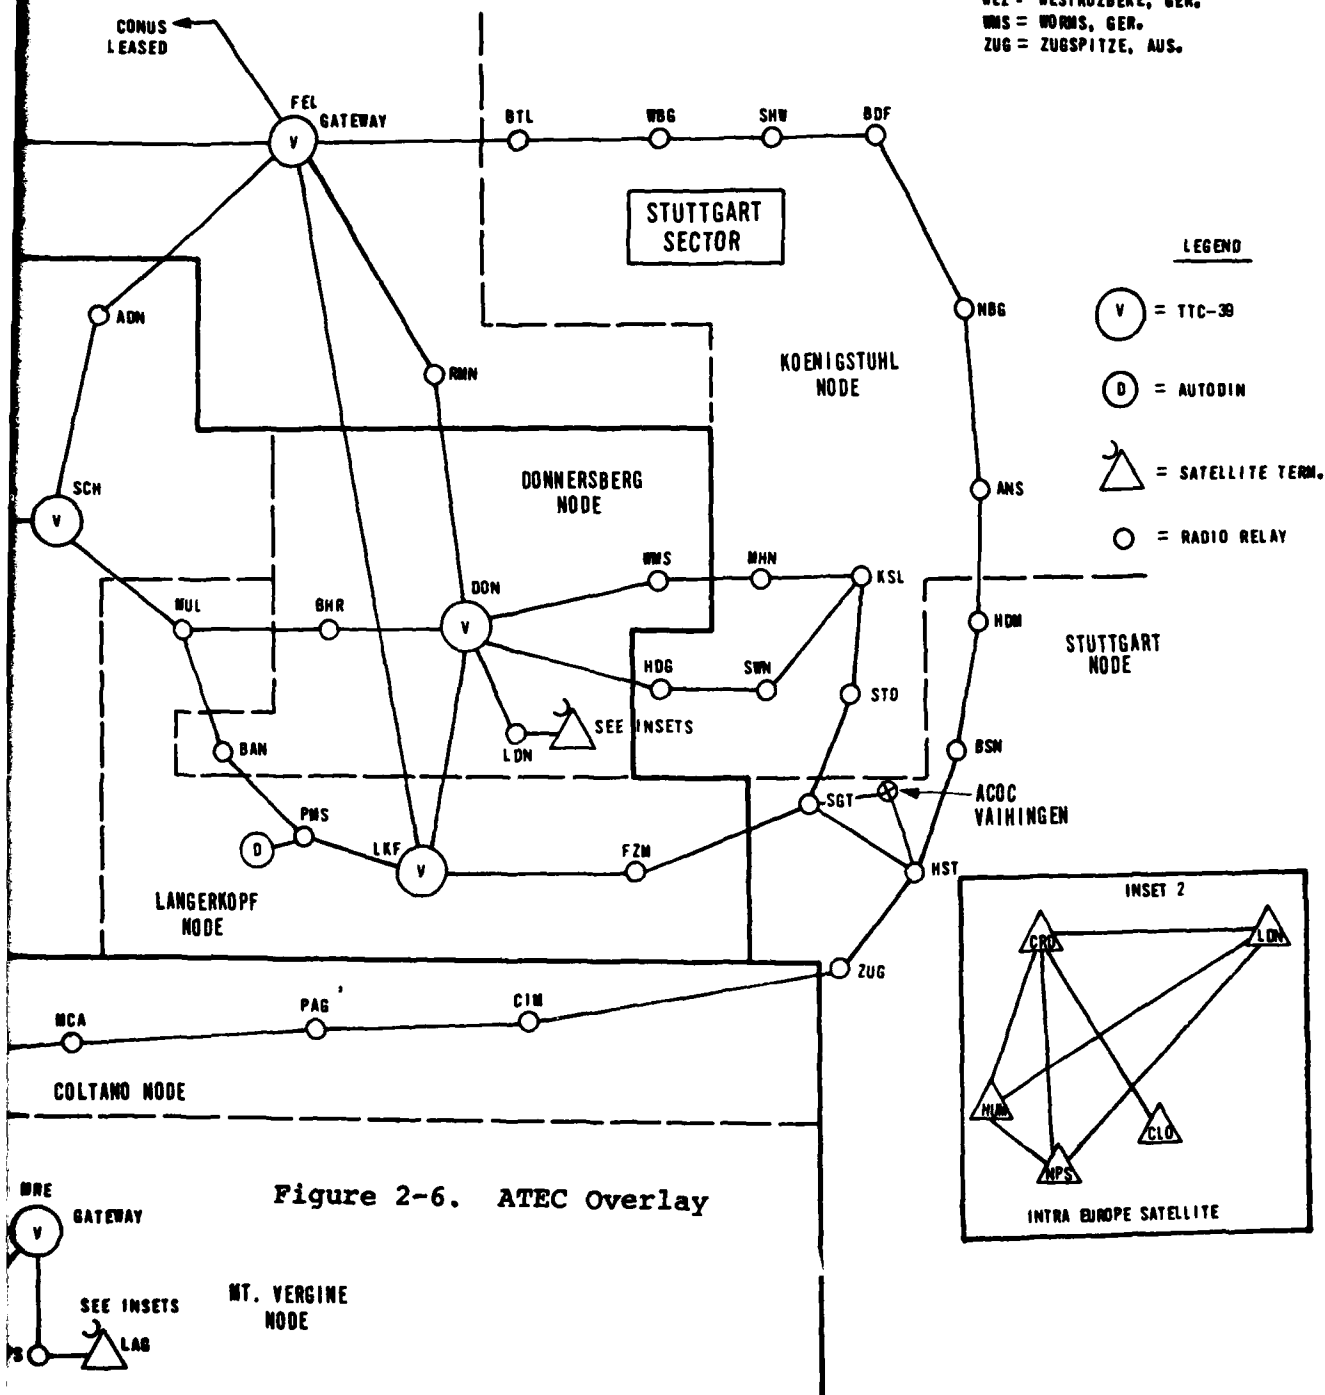 WMS = WORMS, GER.
ZUG = ZUGSPITZE, AUS.
CONUS
LEASED
FEL
GATEWAY
BTL
WBG
SHW
BDF
STUTTGART
SECTOR
LEGEND
V = TTC-39
D = AUTODIN
= SATELLITE TERM.
= RADIO RELAY
ADN
RMN
NBG
KOENIGSTUHL
NODE
SCH
V
DONNERSBERG
NODE
ANS
MUL
BHR
DON
V
WMS
MHN
KSL
HDM
STUTTGART
NODE
HDG
SWN
STO
BAN
LDN
SEE INSETS
BSN
PMS
D
LKF
V
FZM
SGT
ACOC
VAIHINGEN
HST
LANGERKOPF
NODE
ZUG
INSET 2
CRO
LDN
HUM
CLO
NPS
INTRA EUROPE SATELLITE
MCA
PAG
CIM
COLTANO NODE
Figure 2-6. ATEC Overlay
MRE
GATEWAY
V
MT. VERGINE
NODE
SEE INSETS
LAG